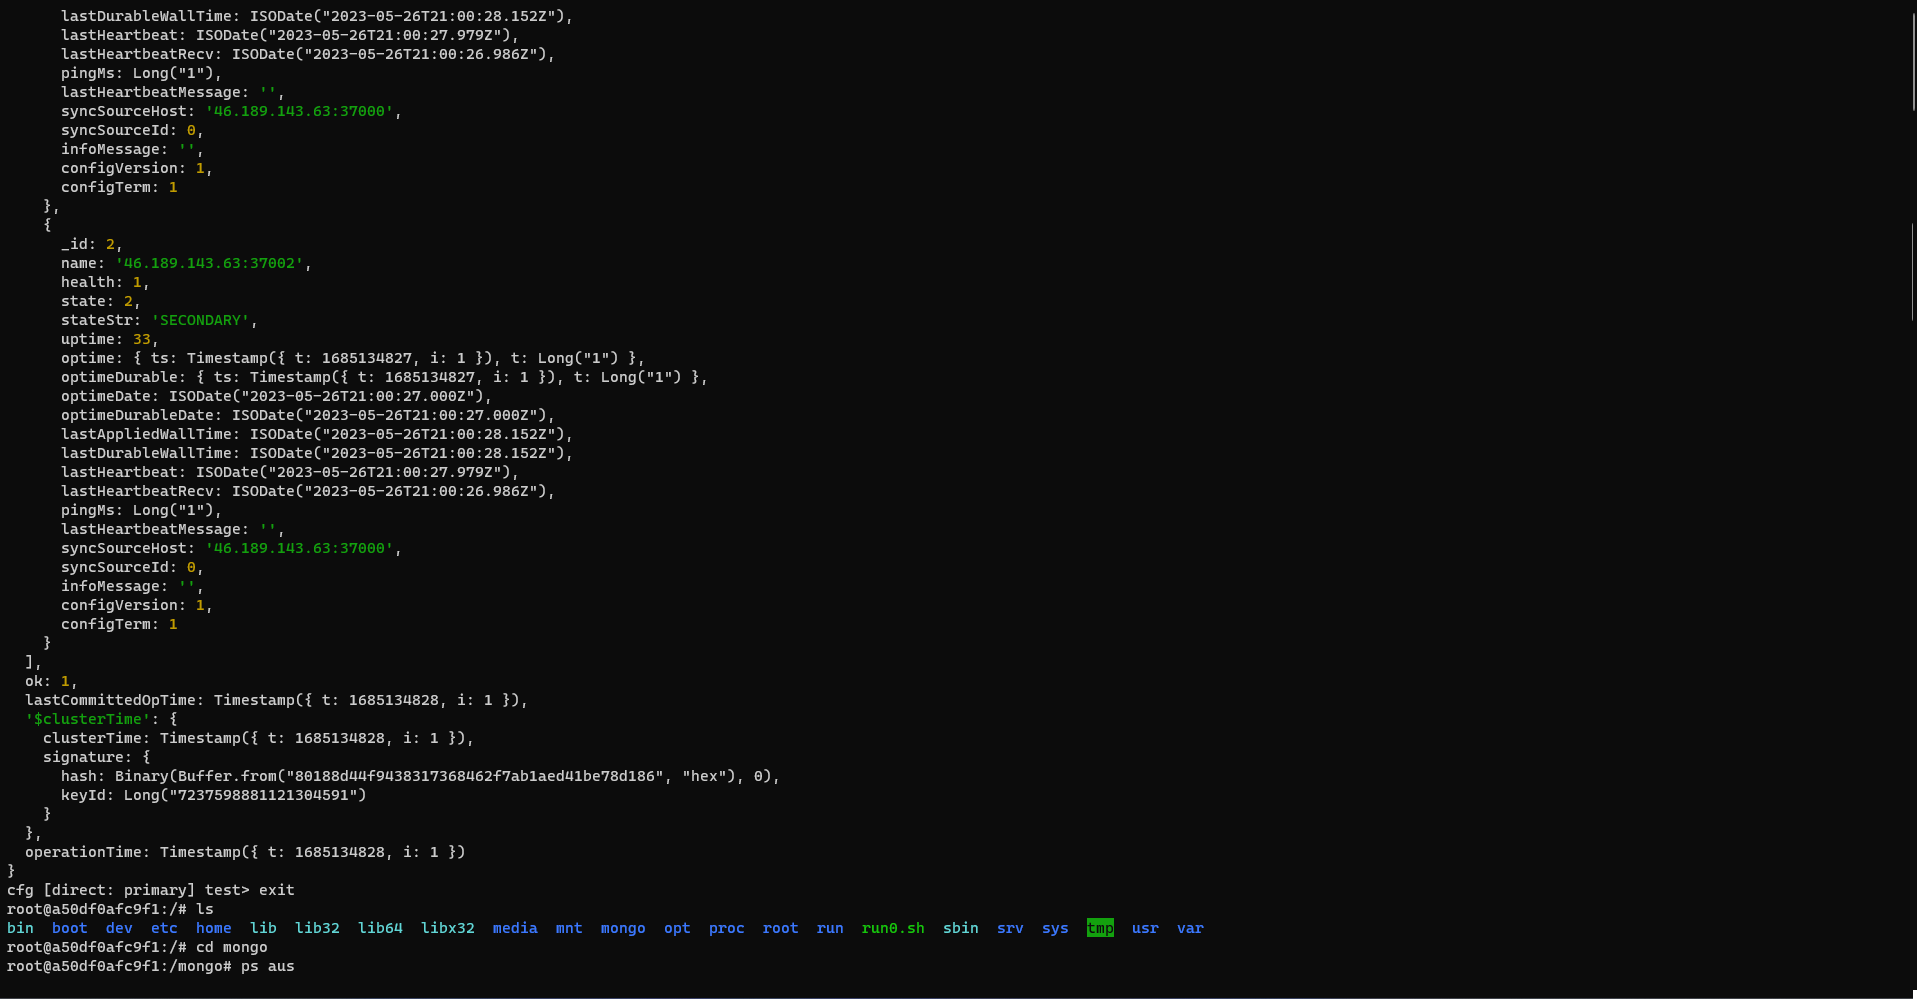 lastDurableWallTime: ISODate("2023-05-26T21:00:28.152Z"),
lastHeartbeat: ISODate("2023-05-26T21:00:27.979Z"),
lastHeartbeatRecv: ISODate("2023-05-26T21:00:26.986Z"),
pingMs: Long("1"),
lastHeartbeatMessage: '',
syncSourceHost: '46.189.143.63:37000',
syncSourceId: 0,
infoMessage: '',
configVersion: 1,
configTerm: 1
},
{
_id: 2,
name: '46.189.143.63:37002',
health: 1,
state: 2,
stateStr: 'SECONDARY',
uptime: 33,
optime: { ts: Timestamp({ t: 1685134827, i: 1 }), t: Long("1") },
optimeDurable: { ts: Timestamp({ t: 1685134827, i: 1 }), t: Long("1") },
optimeDate: ISODate("2023-05-26T21:00:27.000Z"),
optimeDurableDate: ISODate("2023-05-26T21:00:27.000Z"),
lastAppliedWallTime: ISODate("2023-05-26T21:00:28.152Z"),
lastDurableWallTime: ISODate("2023-05-26T21:00:28.152Z"),
lastHeartbeat: ISODate("2023-05-26T21:00:27.979Z"),
lastHeartbeatRecv: ISODate("2023-05-26T21:00:26.986Z"),
pingMs: Long("1"),
lastHeartbeatMessage: '',
syncSourceHost: '46.189.143.63:37000',
syncSourceId: 0,
infoMessage: '',
configVersion: 1,
configTerm: 1
}
],
ok: 1,
lastCommittedOpTime: Timestamp({ t: 1685134828, i: 1 }),
'$clusterTime': {
clusterTime: Timestamp({ t: 1685134828, i: 1 }),
signature: {
hash: Binary(Buffer.from("80188d44f9438317368462f7ab1aed41be78d186", "hex"), 0),
keyId: Long("7237598881121304591")
}
},
operationTime: Timestamp({ t: 1685134828, i: 1 })
}
cfg [direct: primary] test> exit
root@a50df0afc9f1:/# ls
bin boot dev etc home lib lib32 lib64 libx32 media mnt mongo opt proc root run run0.sh sbin srv sys tmp usr var
root@a50df0afc9f1:/# cd mongo
root@a50df0afc9f1:/mongo# ps aus